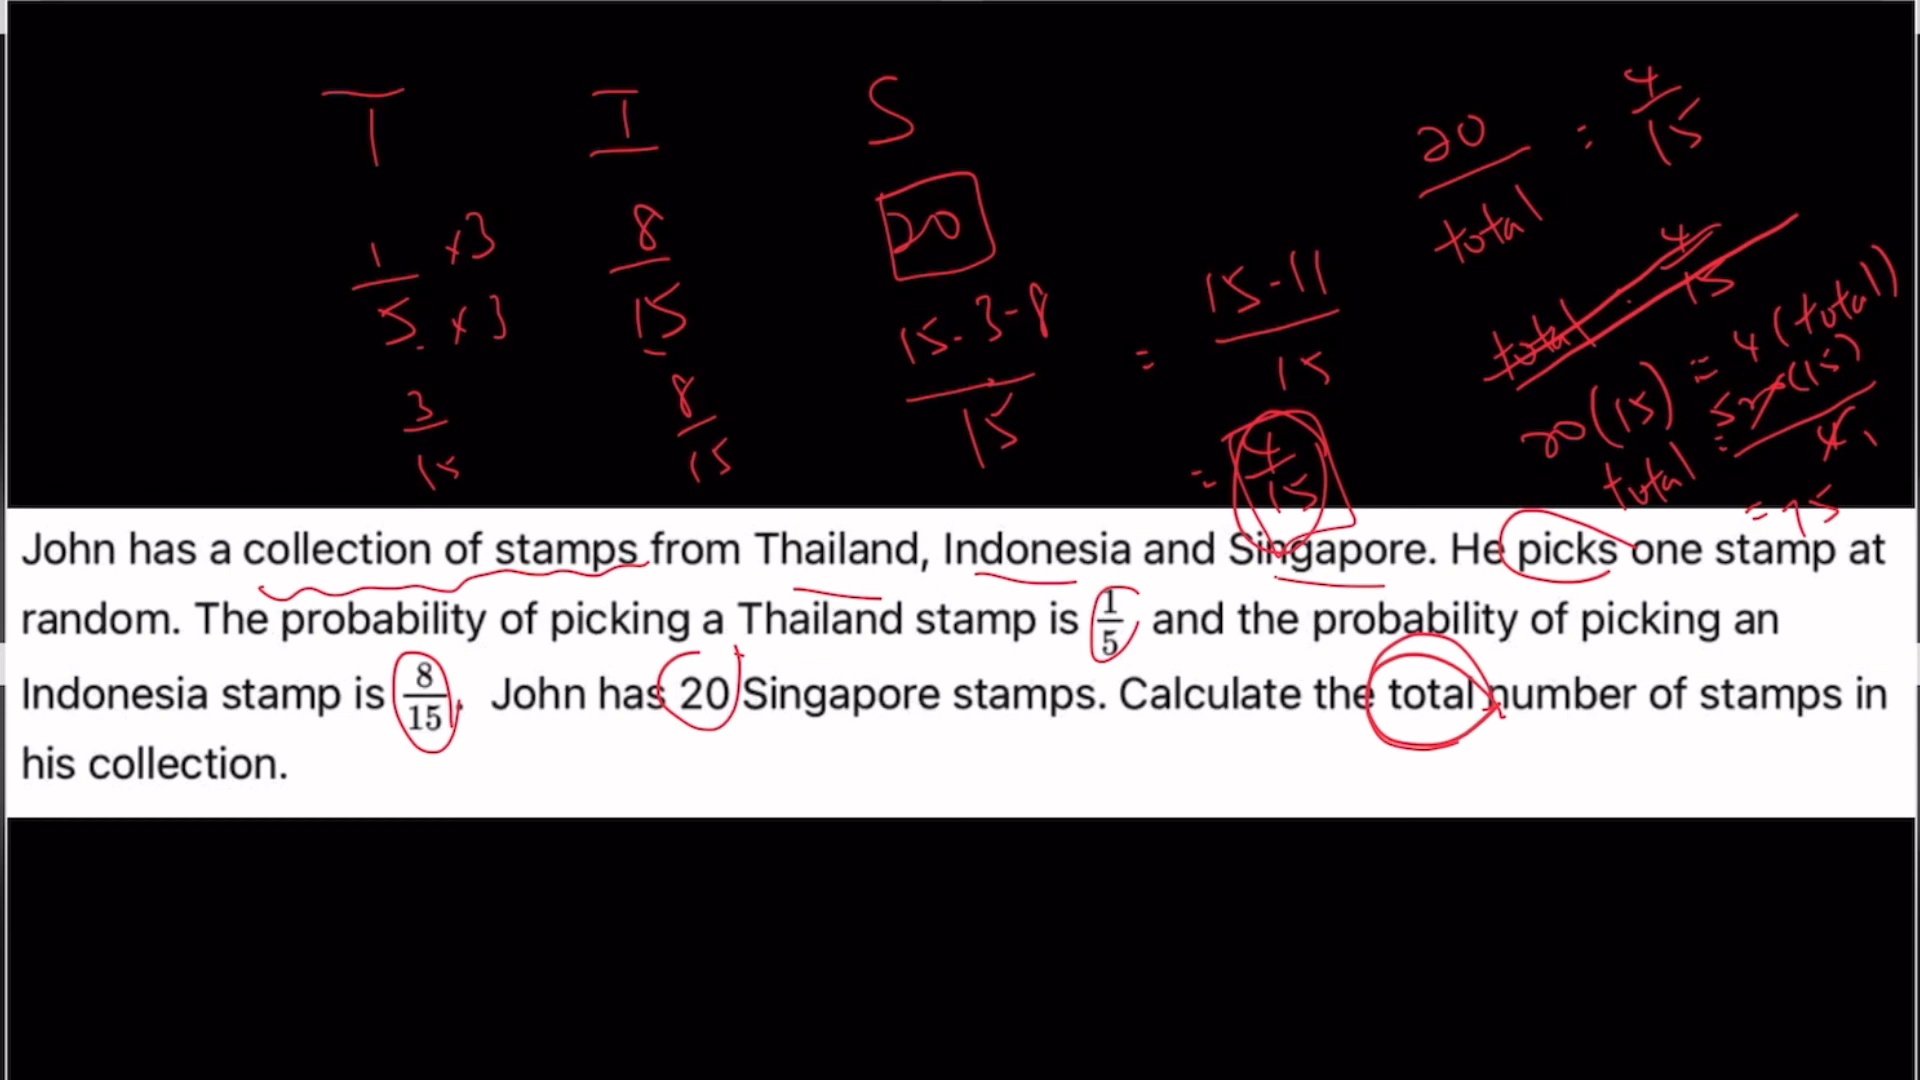 T I S
1/5 ×3 ×3
8/15
20
3/15
8/15
15-3-8/15
= 15-11/15
= 4/15
20/total = 4/15
total 4/15
20(15) = 4(total)
total = 5 20(15)/4 1
= 75
John has a collection of stamps from Thailand, Indonesia and Singapore. He picks one stamp at
random. The probability of picking a Thailand stamp is 1/5 and the probability of picking an
Indonesia stamp is 8/15. John has 20 Singapore stamps. Calculate the total number of stamps in
his collection.